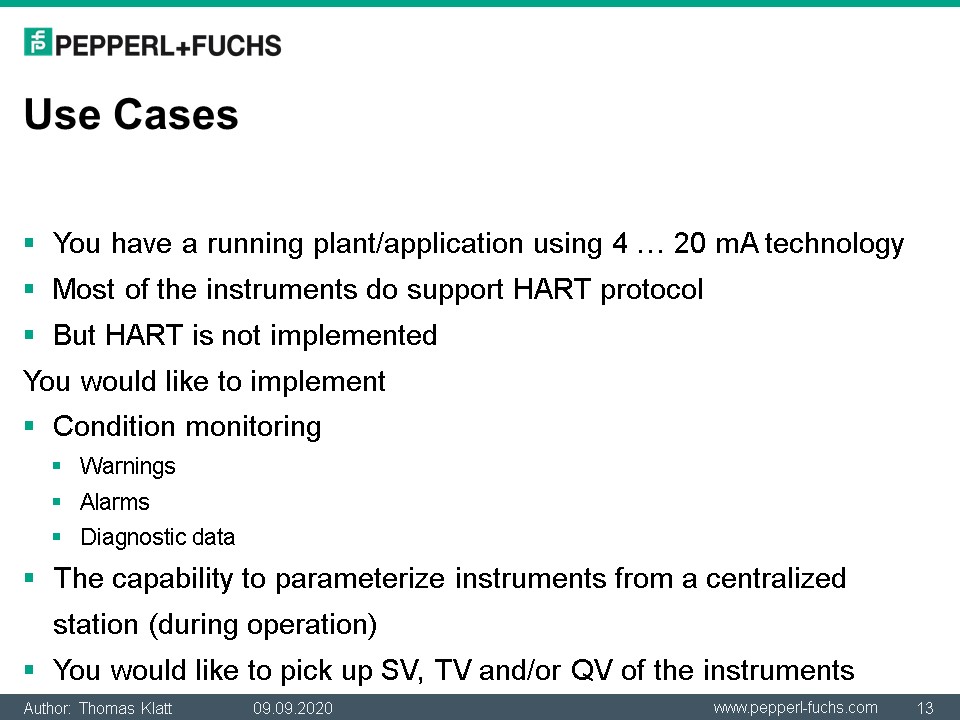 PEPPERL+FUCHS
Use Cases
You have a running plant/application using 4 … 20 mA technology
Most of the instruments do support HART protocol
But HART is not implemented
You would like to implement
Condition monitoring
Warnings
Alarms
Diagnostic data
The capability to parameterize instruments from a centralized
station (during operation)
You would like to pick up SV, TV and/or QV of the instruments
Author: Thomas Klatt 09.09.2020 www.pepperl-fuchs.com 13